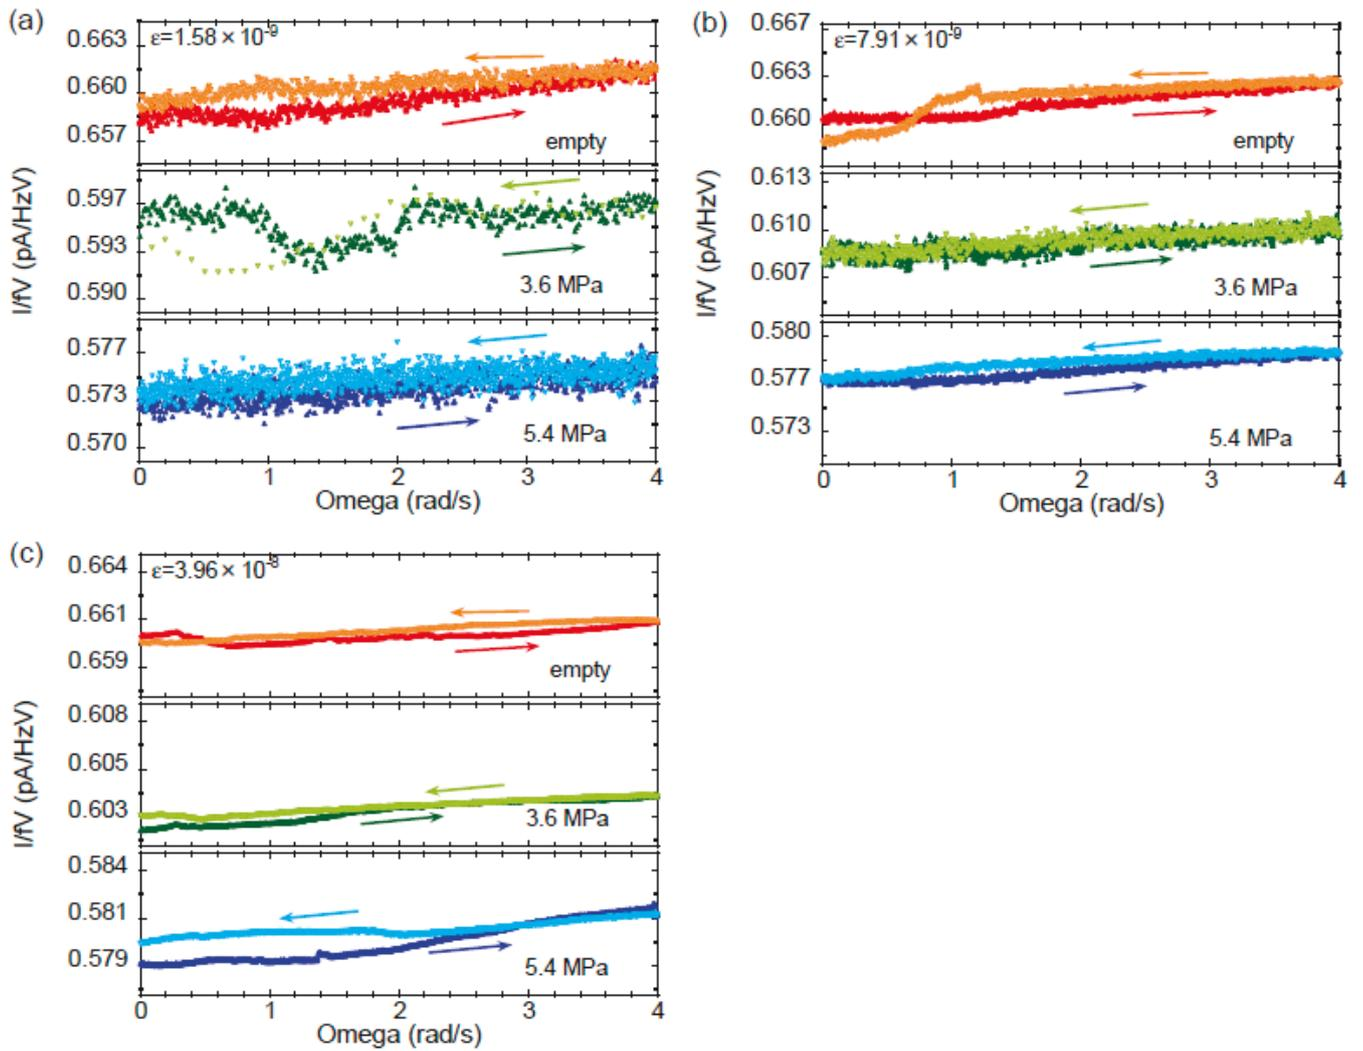 (a)
ε=1.58 × 10⁻⁹
0.663
0.660
0.657
empty
0.597
0.593
0.590
3.6 MPa
0.577
0.573
0.570
5.4 MPa
I/fV (pA/HzV)
0 1 2 3 4
Omega (rad/s)
(b)
ε=7.91 × 10⁻⁹
0.667
0.663
0.660
empty
0.613
0.610
0.607
3.6 MPa
0.580
0.577
0.573
5.4 MPa
I/fV (pA/HzV)
0 1 2 3 4
Omega (rad/s)
(c)
ε=3.96 × 10⁻⁸
0.664
0.661
0.659
empty
0.608
0.605
0.603
3.6 MPa
0.584
0.581
0.579
5.4 MPa
I/fV (pA/HzV)
0 1 2 3 4
Omega (rad/s)